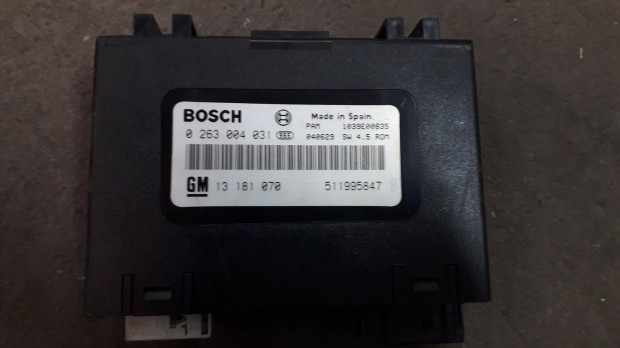 BOSCH Made in Spain
PAM 1039E00635
0 263 004 031 040629 SW 4.5 ROM
GM 13 181 070 511995847